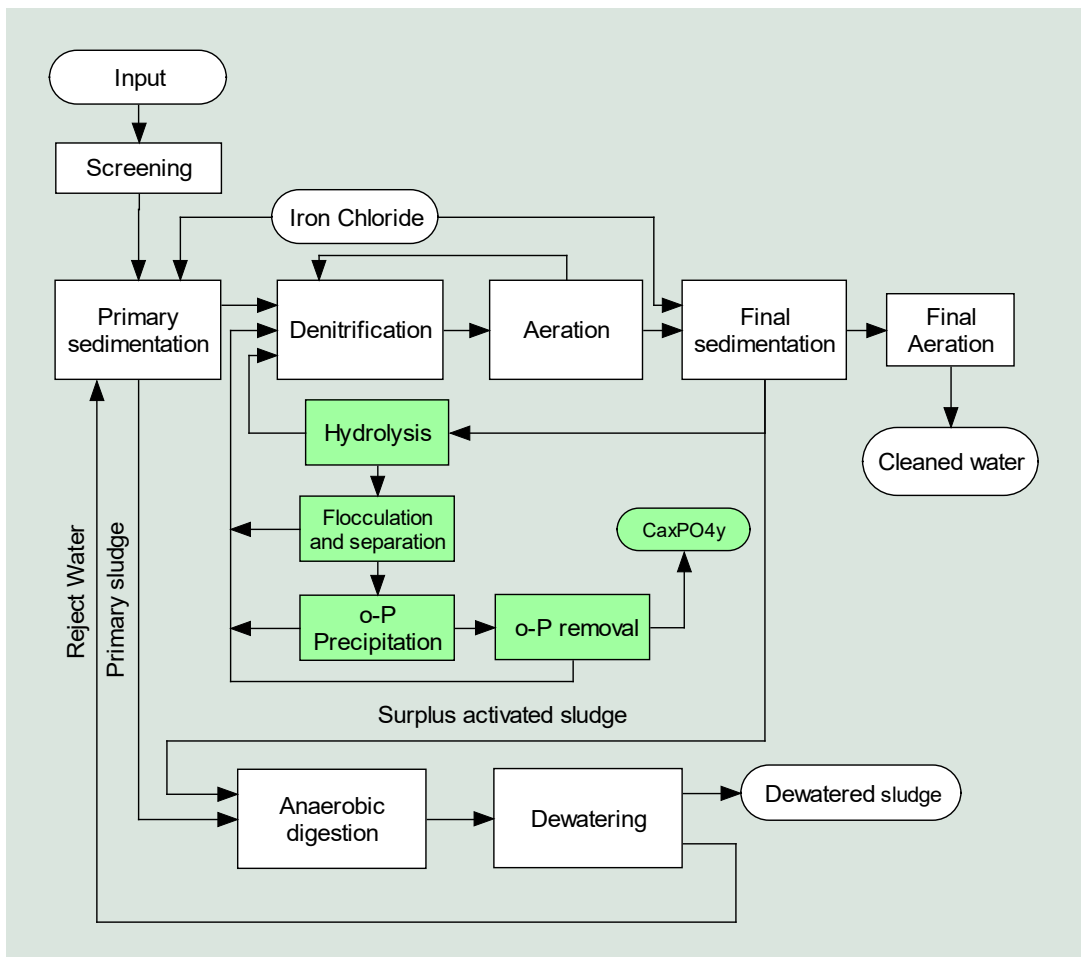 Input
Screening
Iron Chloride
Primary
sedimentation
Denitrification
Aeration
Final
sedimentation
Final
Aeration
Hydrolysis
Cleaned water
Flocculation
and separation
CaxPO4y
o-P
Precipitation
o-P removal
Reject Water
Primary sludge
Surplus activated sludge
Anaerobic
digestion
Dewatering
Dewatered sludge